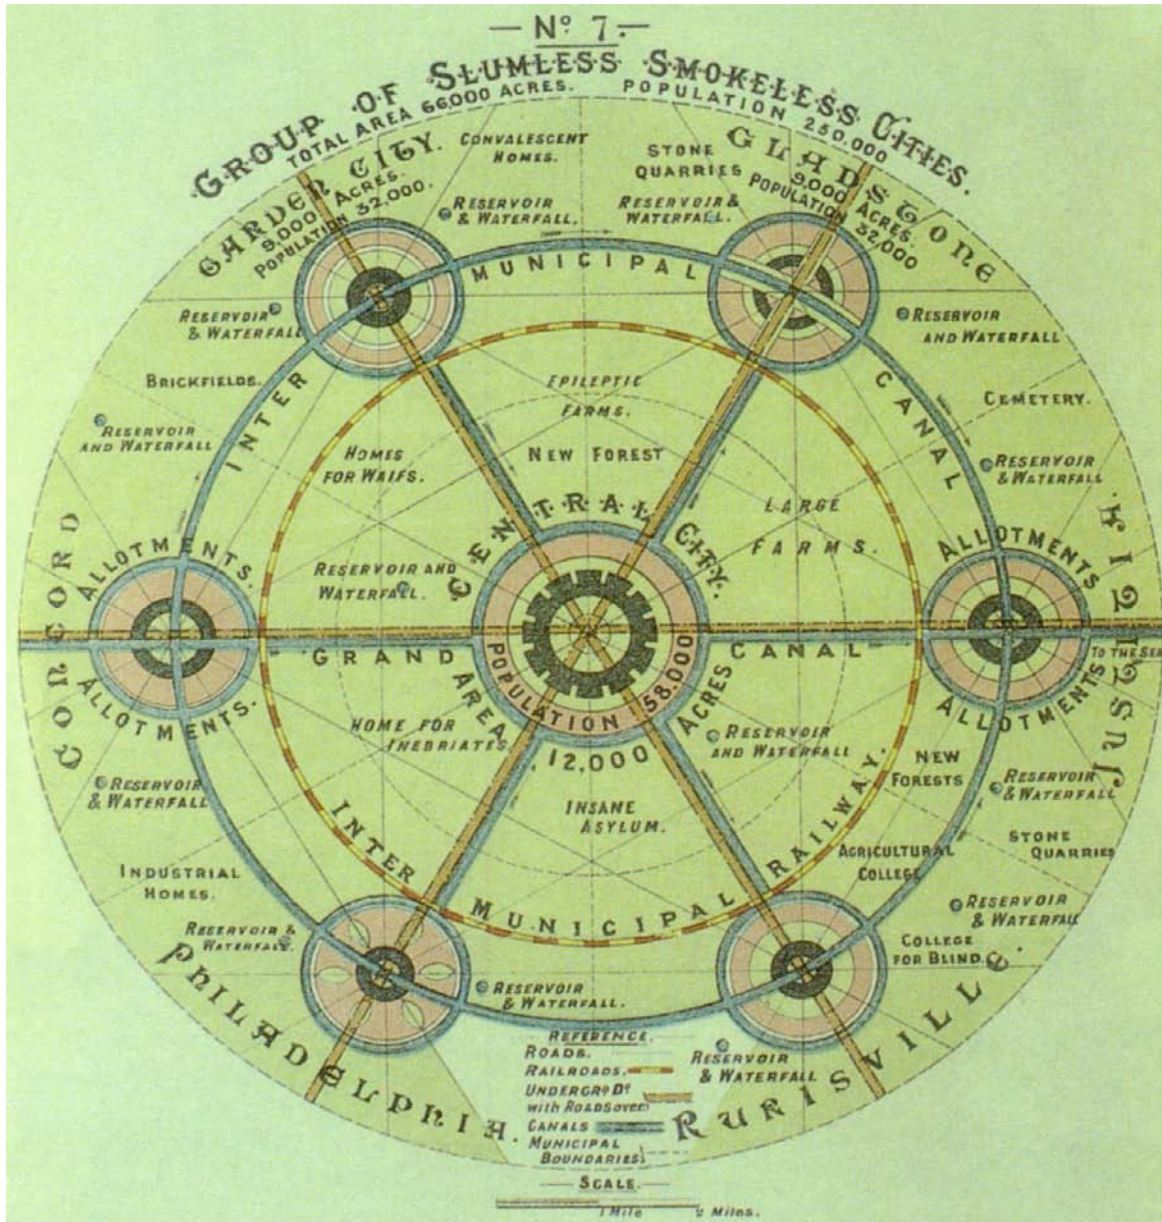 — Nº 7. —
GROUP OF SLUMLESS SMOKELESS CITIES.
TOTAL AREA 66,000 ACRES. POPULATION 250,000
GARDEN CITY.
9,000 ACRES.
POPULATION 32,000.
CONVALESCENT
HOMES.
STONE
QUARRIES
GLADSTONE
9,000 ACRES.
POPULATION 32,000
RESERVOIR
& WATERFALL.
RESERVOIR &
WATERFALL.
INTER MUNICIPAL CANAL
RESERVOIR
& WATERFALL
RESERVOIR
AND WATERFALL
BRICKFIELDS.
EPILEPTIC
FARMS.
CEMETERY.
RESERVOIR
AND WATERFALL
HOMES
FOR WAIFS.
NEW FOREST
RESERVOIR
& WATERFALL
LARGE
FARMS.
CENTRAL CITY.
CONCORD
ALLOTMENTS.
ALLOTMENTS
RESERVOIR AND
WATERFALL.
GRAND CANAL
TO THE SEA
POPULATION 58.000
AREA 12,000 ACRES
ALLOTMENTS.
ALLOTMENTS
JUSTITIA
HOME FOR
INEBRIATES.
RESERVOIR
AND WATERFALL
NEW
FORESTS
RESERVOIR
& WATERFALL
RESERVOIR
& WATERFALL
INSANE
ASYLUM.
INTER MUNICIPAL RAILWAY.
STONE
QUARRIES
AGRICULTURAL
COLLEGE
INDUSTRIAL
HOMES.
RESERVOIR
& WATERFALL
RESERVOIR &
WATERFALL
COLLEGE
FOR BLIND.
RESERVOIR
& WATERFALL.
PHILADELPHIA.
RURISVILLE.
RESERVOIR
& WATERFALL
REFERENCE.
ROADS.
RAILROADS.
UNDERGRᴰ Dº
with ROADS over
CANALS
MUNICIPAL
BOUNDARIES
— SCALE. —
1 Mile 2 Miles.